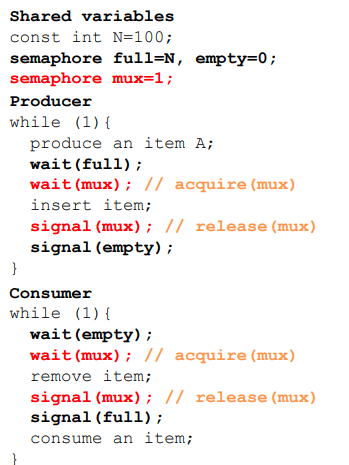 Shared variables
const int N=100;
semaphore full=N, empty=0;
semaphore mux=1;
Producer
while (1){
produce an item A;
wait(full);
wait(mux); // acquire(mux)
insert item;
signal(mux); // release(mux)
signal(empty);
}
Consumer
while (1){
wait(empty);
wait(mux); // acquire(mux)
remove item;
signal(mux); // release(mux)
signal(full);
consume an item;
}